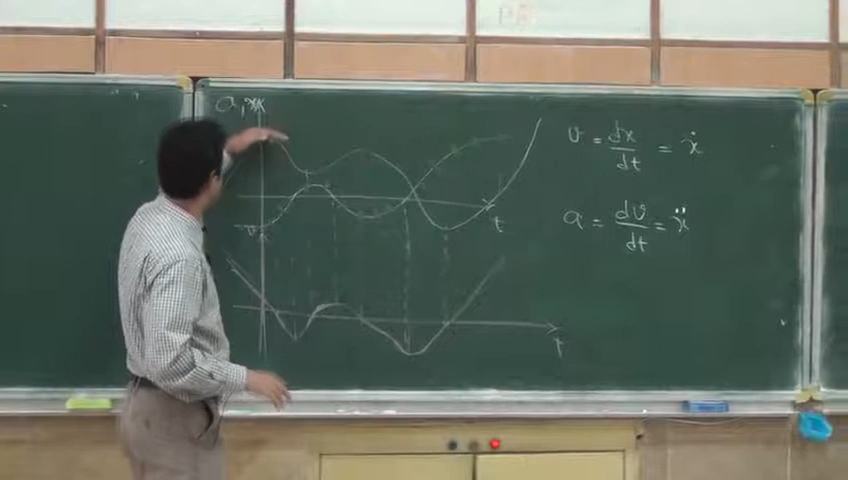 a, x
v = dx/dt = ẋ
v
t
a = dv/dt = ẍ
t